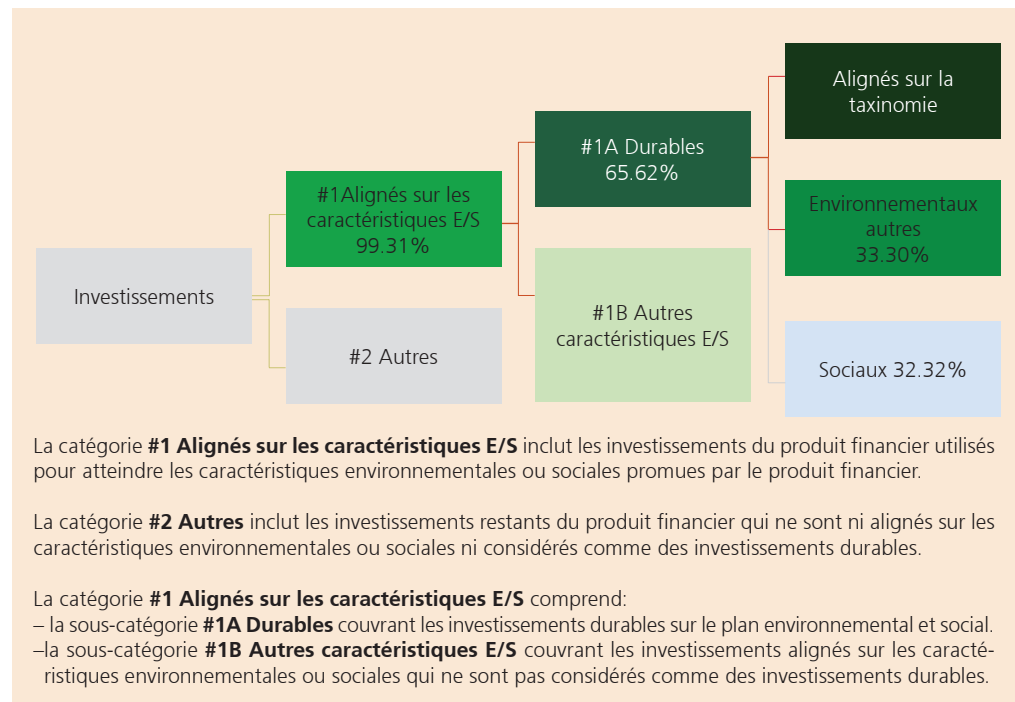 Investissements
#1Alignés sur les
caractéristiques E/S
99.31%
#2 Autres
#1A Durables
65.62%
#1B Autres
caractéristiques E/S
Alignés sur la
taxinomie
Environnementaux
autres
33.30%
Sociaux 32.32%
La catégorie #1 Alignés sur les caractéristiques E/S inclut les investissements du produit financier utilisés
pour atteindre les caractéristiques environnementales ou sociales promues par le produit financier.
La catégorie #2 Autres inclut les investissements restants du produit financier qui ne sont ni alignés sur les
caractéristiques environnementales ou sociales ni considérés comme des investissements durables.
La catégorie #1 Alignés sur les caractéristiques E/S comprend:
– la sous-catégorie #1A Durables couvrant les investissements durables sur le plan environnemental et social.
–la sous-catégorie #1B Autres caractéristiques E/S couvrant les investissements alignés sur les caracté-
ristiques environnementales ou sociales qui ne sont pas considérés comme des investissements durables.